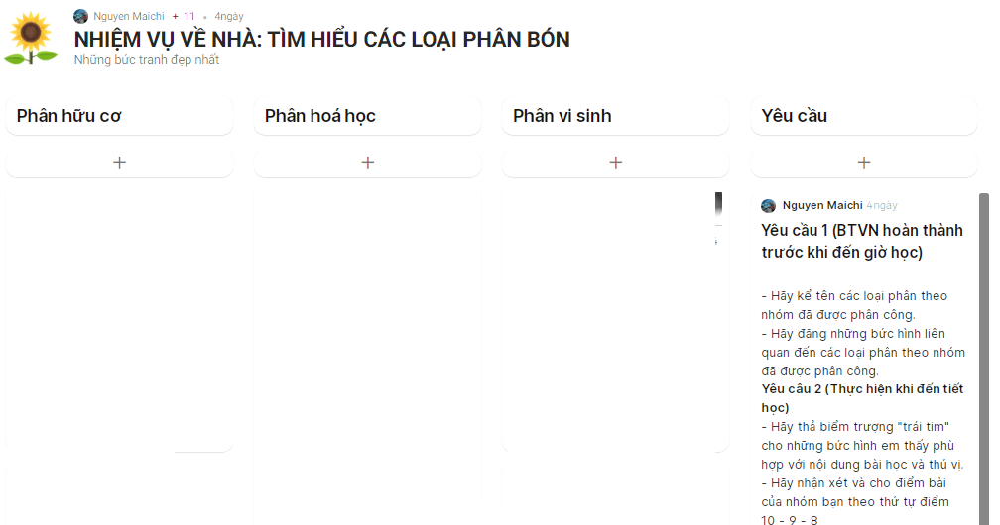 Nguyen Maichi + 11 • 4ngày
NHIỆM VỤ VỀ NHÀ: TÌM HIỂU CÁC LOẠI PHÂN BÓN
Những bức tranh đẹp nhất
Phân hữu cơ
Phân hoá học
Phân vi sinh
Yêu cầu
+
+
+
+
Nguyen Maichi 4ngày
Yêu cầu 1 (BTVN hoàn thành
trước khi đến giờ học)
- Hãy kể tên các loại phân theo
nhóm đã được phân công.
- Hãy đăng những bức hình liên
quan đến các loại phân theo nhóm
đã được phân công.
Yêu câu 2 (Thực hiện khi đến tiết
học)
- Hãy thả biểm trượng "trái tim"
cho những bức hình em thấy phù
hợp với nội dung bài học và thú vị.
- Hãy nhận xét và cho điểm bài
của nhóm bạn theo thứ tự điểm
10 - 9 - 8